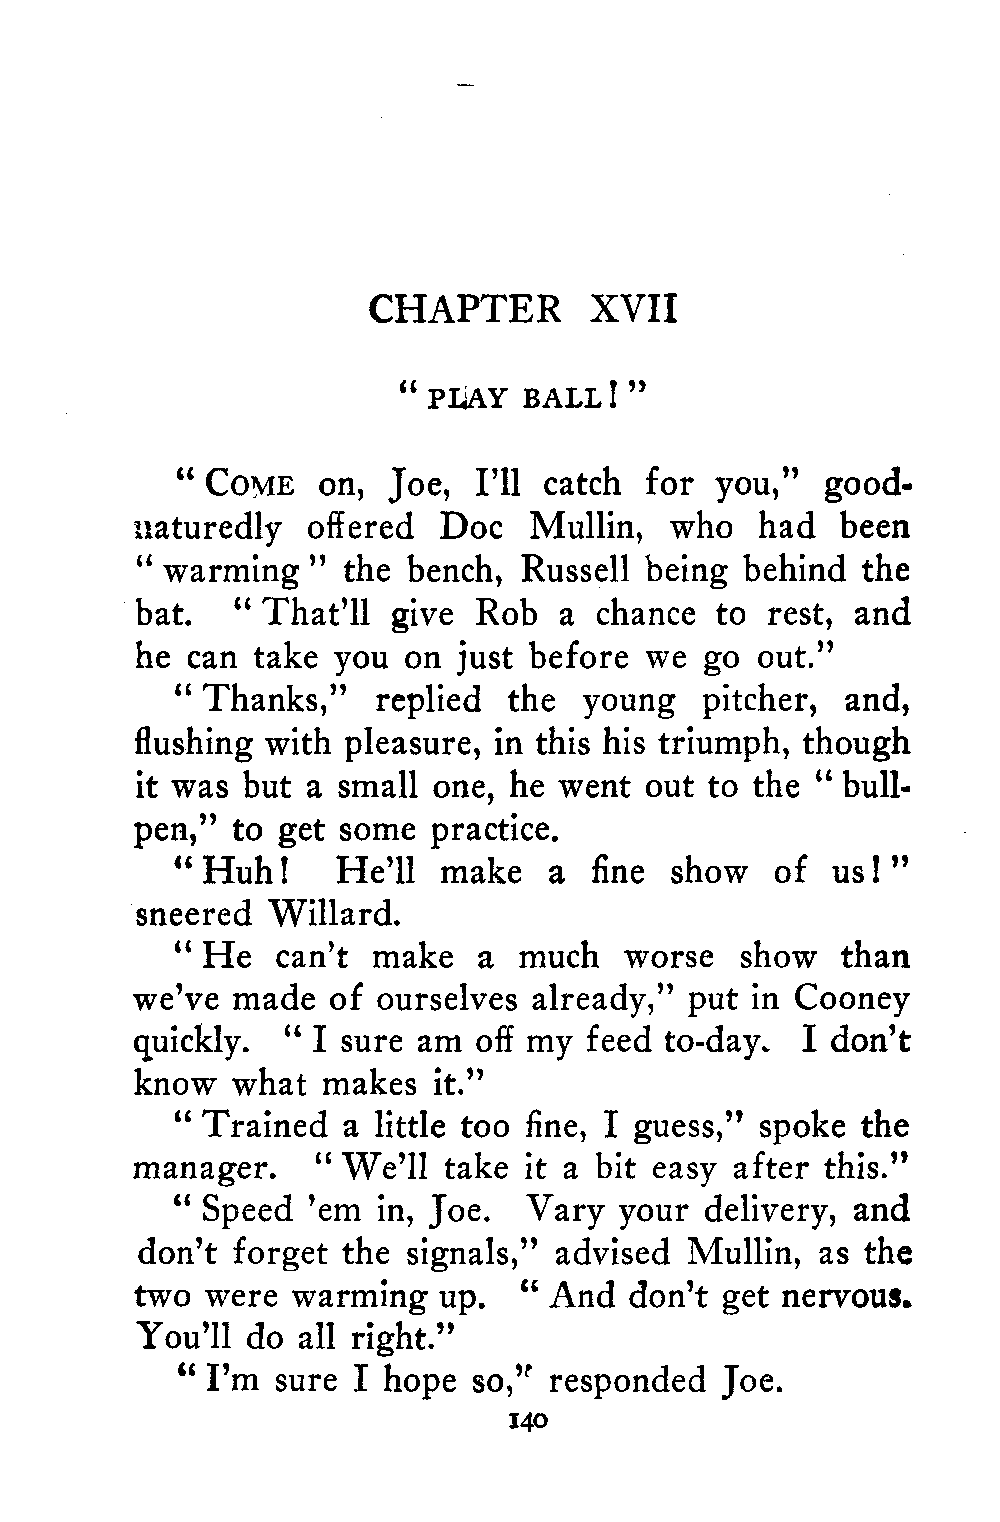 CHAPTER XVII
" PLAY BALL! "
" COME on, Joe, I'll catch for you," good-
naturedly offered Doc Mullin, who had been
" warming " the bench, Russell being behind the
bat. " That'll give Rob a chance to rest, and
he can take you on just before we go out."
" Thanks," replied the young pitcher, and,
flushing with pleasure, in this his triumph, though
it was but a small one, he went out to the " bull-
pen," to get some practice.
" Huh! He'll make a fine show of us! "
sneered Willard.
" He can't make a much worse show than
we've made of ourselves already," put in Cooney
quickly. " I sure am off my feed to-day. I don't
know what makes it."
" Trained a little too fine, I guess," spoke the
manager. " We'll take it a bit easy after this."
" Speed 'em in, Joe. Vary your delivery, and
don't forget the signals," advised Mullin, as the
two were warming up. " And don't get nervous.
You'll do all right."
" I'm sure I hope so," responded Joe.
140